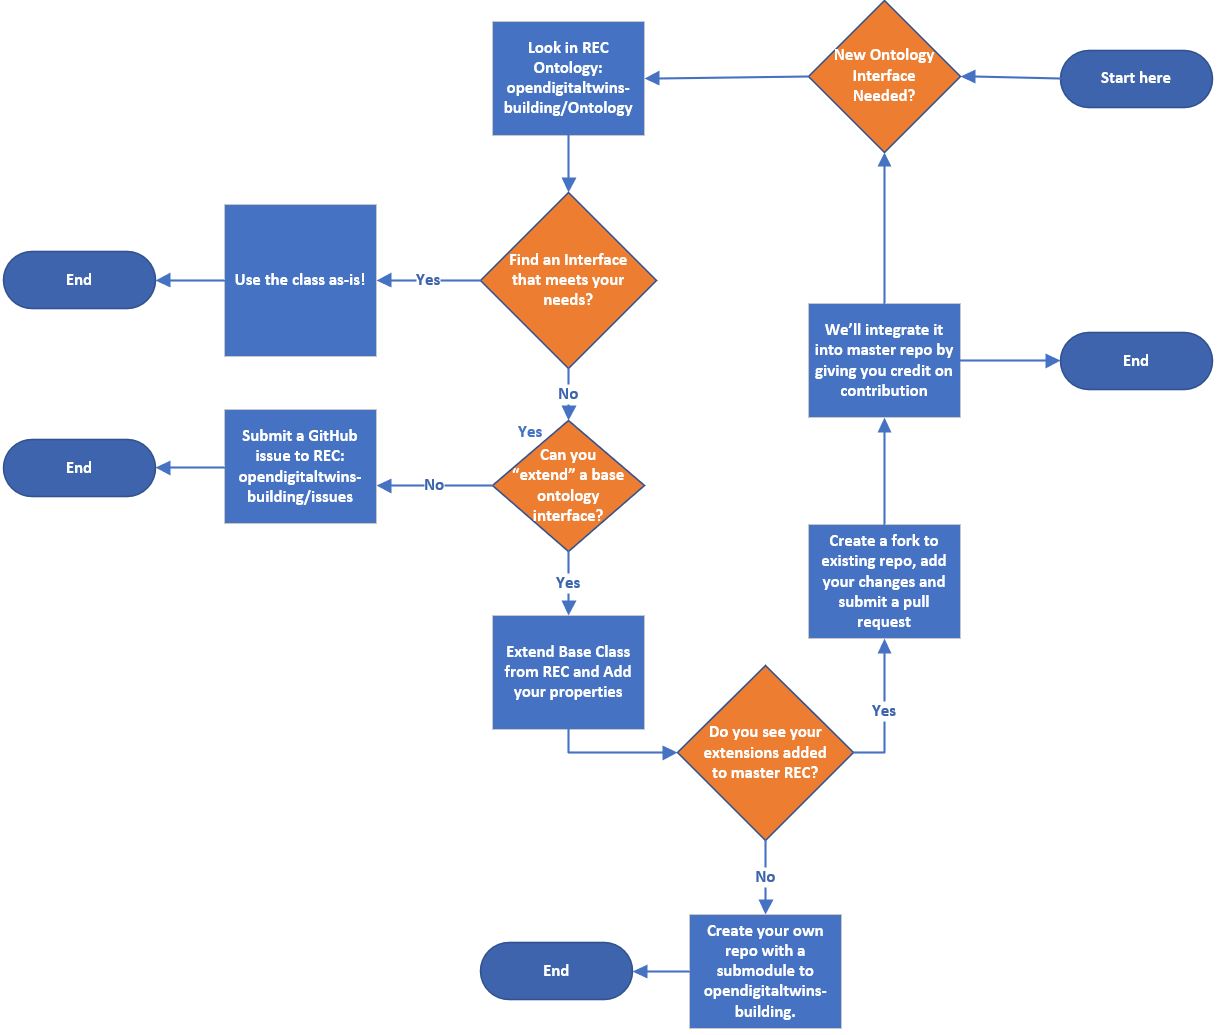 Look in REC
Ontology:
opendigitaltwins-
building/Ontology
New Ontology
Interface
Needed?
Start here
End
Use the class as-is!
Yes
Find an Interface
that meets your
needs?
We’ll integrate it
into master repo by
giving you credit on
contribution
End
No
Yes
End
Submit a GitHub
issue to REC:
opendigitaltwins-
building/issues
No
Can you
“extend” a base
ontology
interface?
Create a fork to
existing repo, add
your changes and
submit a pull
request
Yes
Extend Base Class
from REC and Add
your properties
Yes
Do you see your
extensions added
to master REC?
No
Create your own
repo with a
submodule to
opendigitaltwins-
building.
End